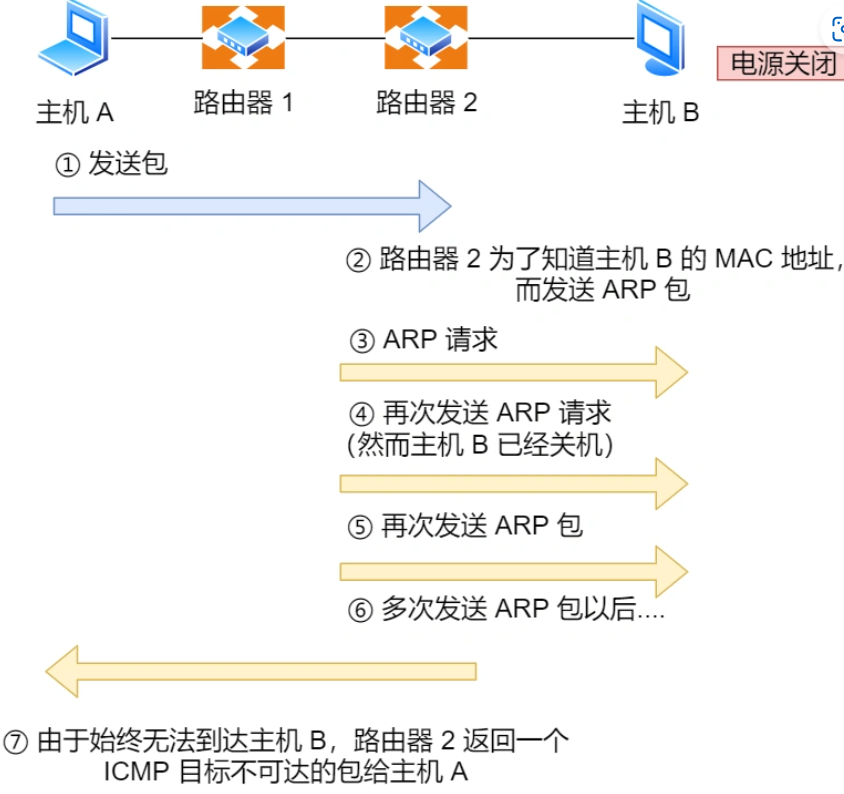 电源关闭
主机 A
路由器 1
路由器 2
主机 B
① 发送包
② 路由器 2 为了知道主机 B 的 MAC 地址，
而发送 ARP 包
③ ARP 请求
④ 再次发送 ARP 请求
（然而主机 B 已经关机）
⑤ 再次发送 ARP 包
⑥ 多次发送 ARP 包以后....
⑦ 由于始终无法到达主机 B，路由器 2 返回一个
ICMP 目标不可达的包给主机 A